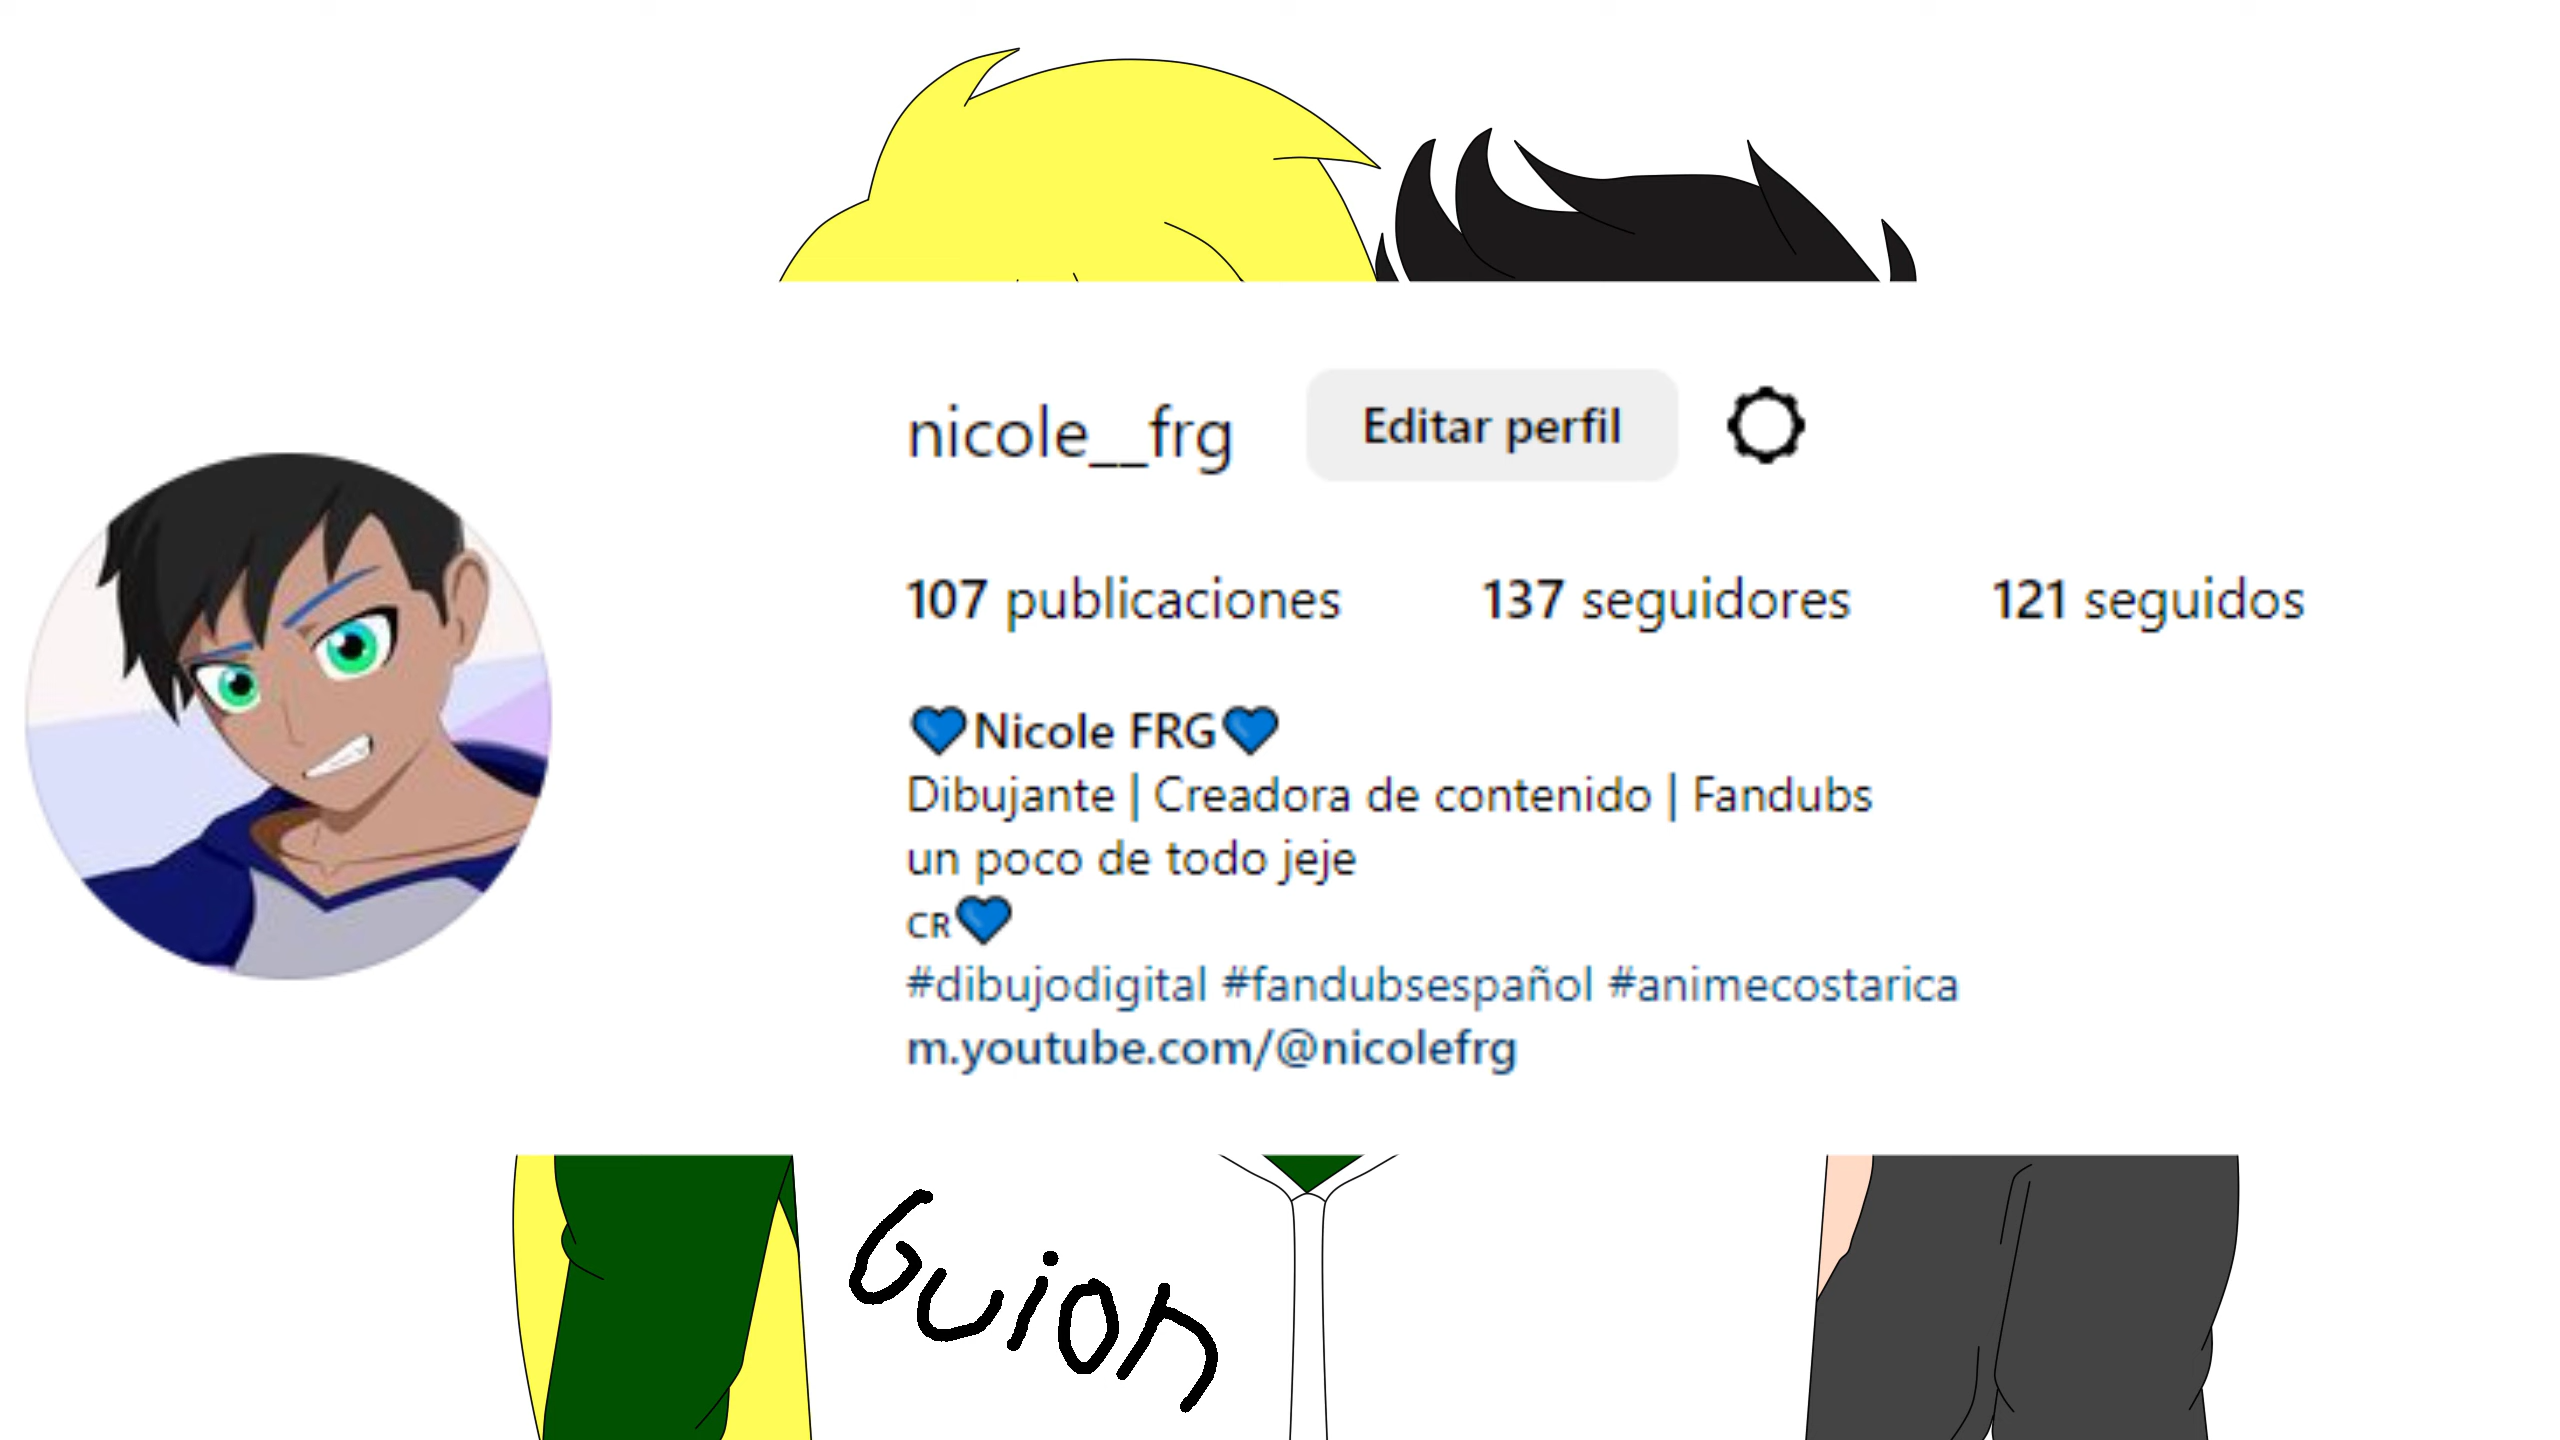 nicole__frg Editar perfil
107 publicaciones 137 seguidores 121 seguidos
💙Nicole FRG💙
Dibujante | Creadora de contenido | Fandubs
un poco de todo jeje
CR💙
#dibujodigital #fandubsespañol #animecostarica
m.youtube.com/@nicolefrg
Guion